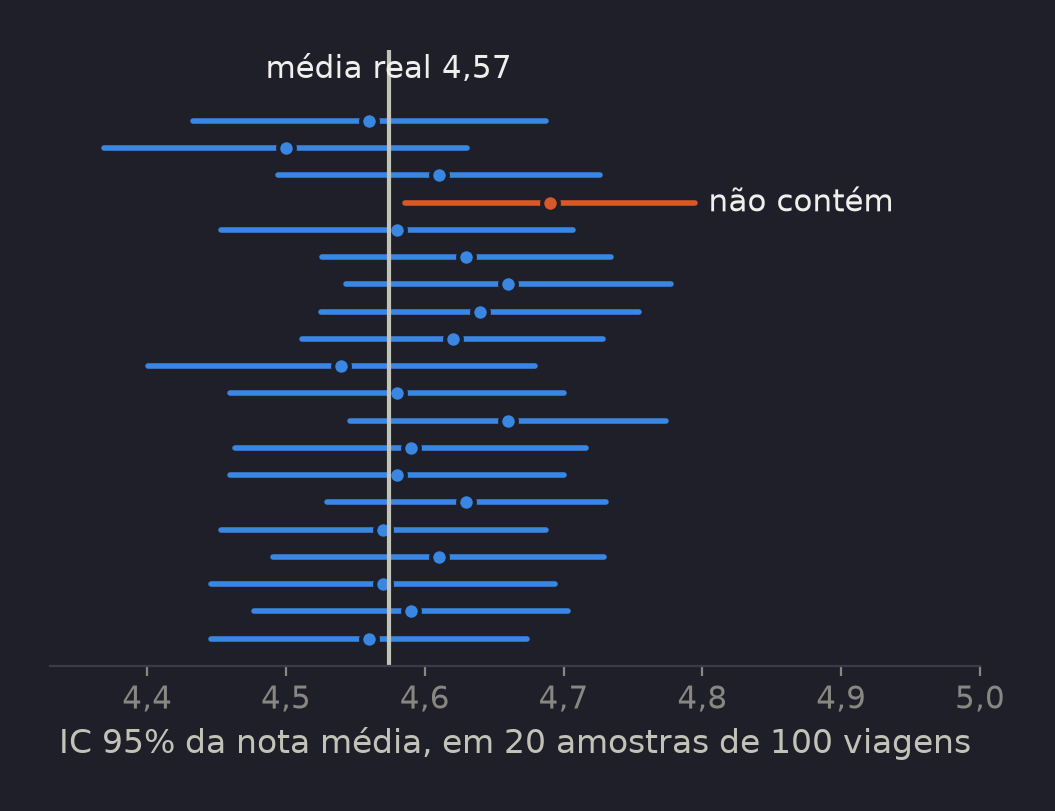 média real 4,57
não contém
4,4 4,5 4,6 4,7 4,8 4,9 5,0
IC 95% da nota média, em 20 amostras de 100 viagens